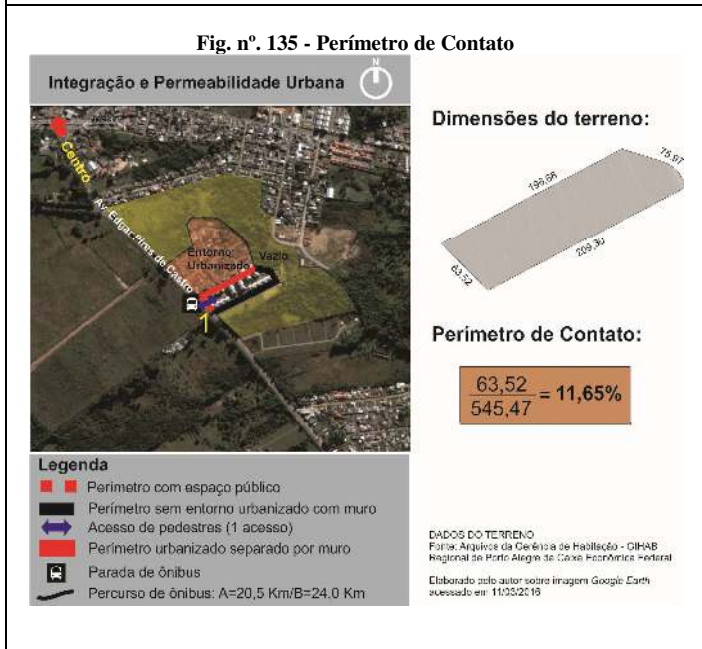 Fig. nº. 135 - Perímetro de Contato
Integração e Permeabilidade Urbana
N
Centro
Av. Edgar Pires de Castro
Entorno
Urbanizado
Vazio
1
Dimensões do terreno:
75,97
63,52
209,30
Perímetro de Contato:
63,52
545,47
= 11,65%
Legenda
Perimetro com espaço público
Perímetro sem entorno urbanizado com muro
Acesso de pedestres (1 acesso)
Perímetro urbanizado separado por muro
Parada de ônibus
Percurso de ônibus: A=20,5 Km/B=24,0 Km
DADOS DO TERRENO
Fonte: Arquivos da Gerência de Habitação - GIHAB
Regional de Porto Alegre da Caixa Econômica Federal
Elaborado pelo autor sobre imagem Google Earth
acessado em 11/03/2016